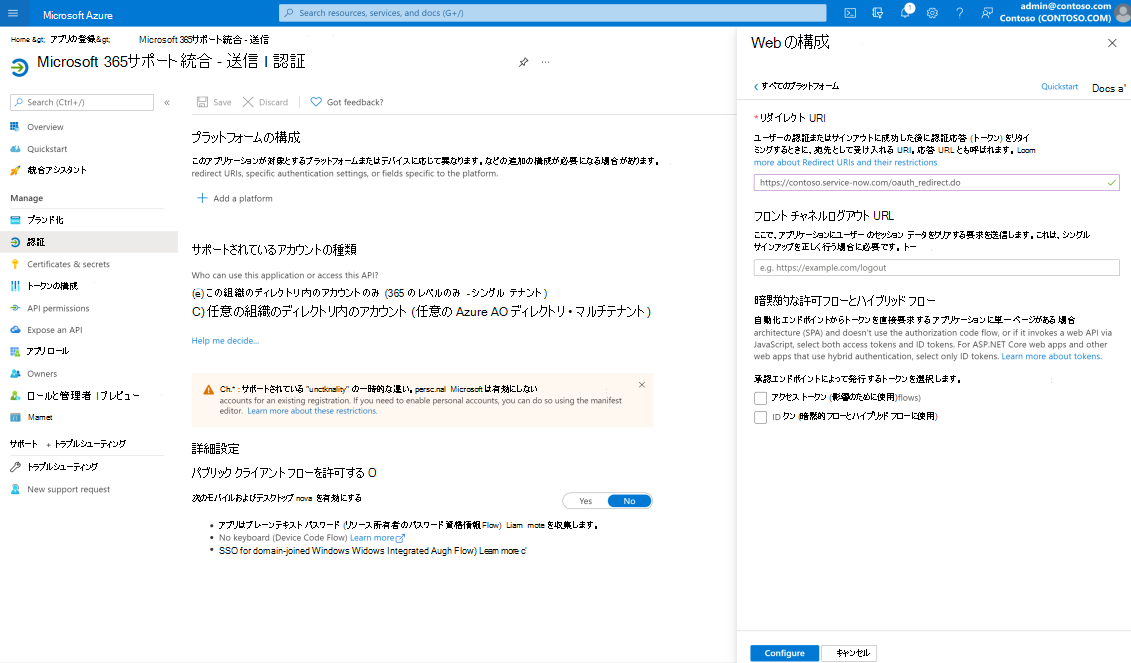 Microsoft Azure
Search resources, services, and docs (G+/)
1
admin@contoso.com
Contoso (CONTOSO.COM)
Home &gt; アプリの登録&gt; Microsoft 365サポート統合 - 送信
Microsoft 365サポート統合 - 送信 | 認証
Search (Ctrl+/)
Overview
Quickstart
統合アシスタント
Manage
ブランド化
認証
Certificates & secrets
トークンの構成
API permissions
Expose an API
アプリロール
Owners
ロールと管理者 |プレビュー
Mamet
サポート + トラブルシューティング
トラブルシューティング
New support request
Save Discard Got feedback?
プラットフォームの構成
このアプリケーションが対象とするプラットフォームまたはデバイスに応じて異なります。などの追加の構成が必要になる場合があります。
redirect URIs, specific authentication settings, or fields specific to the platform.
Add a platform
サポートされているアカウントの種類
Who can use this application or access this API?
(e)この組織のディレクトリ内のアカウントのみ (365 のレベルのみ -シングル テナント)
C)任意の組織のディレクトリ内のアカウント (任意の Azure AO ディレクトリ・マルチテナント)
Help me decide...
Ch.* : サポートされている "unctknality" の一時的な違い。persc.nal Microsoftは有効にしない
accounts for an existing registration. If you need to enable personal accounts, you can do so using the manifest
editor. Learn more about these restrictions.
詳細設定
パブリック クライアント フローを許可する O
次のモバイルおよびデスクトップ nova を有効にする
Yes No
アプリはプレーンテキスト パスワード (リソース所有者のパスワード資格情報Flow) Liam mote を収集します。
No keyboard (Device Code Flow) Learn more
SSO for domain-joined Windows Widows Integrated Augh Flow) Learn more c'
Web の構成
すべてのプラットフォーム
Quickstart Docs a'
*リダイレクト URI
ユーザーの認証またはサインアウトに成功した後に認証応答 (トークン) をリタイ
ミングするときに、宛先として受け入れる URI。応答 URL とも呼ばれます。Loom
more about Redirect URIs and their restrictions
https://contoso.service-now.com/oauth_redirect.do
フロント チャネルログアウト URL
ここで、アプリケーションにユーザーのセッション データをクリアする要求を送信します。これは、シングル
サインアップを正しく行う場合に必要です。トー
e.g. https://example.com/logout
暗黙的な許可フローとハイブリッド フロー
自動化エンドポイントからトークンを直接要求するアプリケーションに単一ページがある場合
architecture (SPA) and doesn't use the authorization code flow, or if it invokes a web API via
JavaScript, select both access tokens and ID tokens. For ASP.NET Core web apps and other
web apps that use hybrid authentication, select only ID tokens. Learn more about tokens.
承認エンドポイントによって発行するトークンを選択します。
アクセストークン (影響のために使用)flows)
ID クン (暗黙的フローとハイブリッド フローに使用)
Configure キャンセル